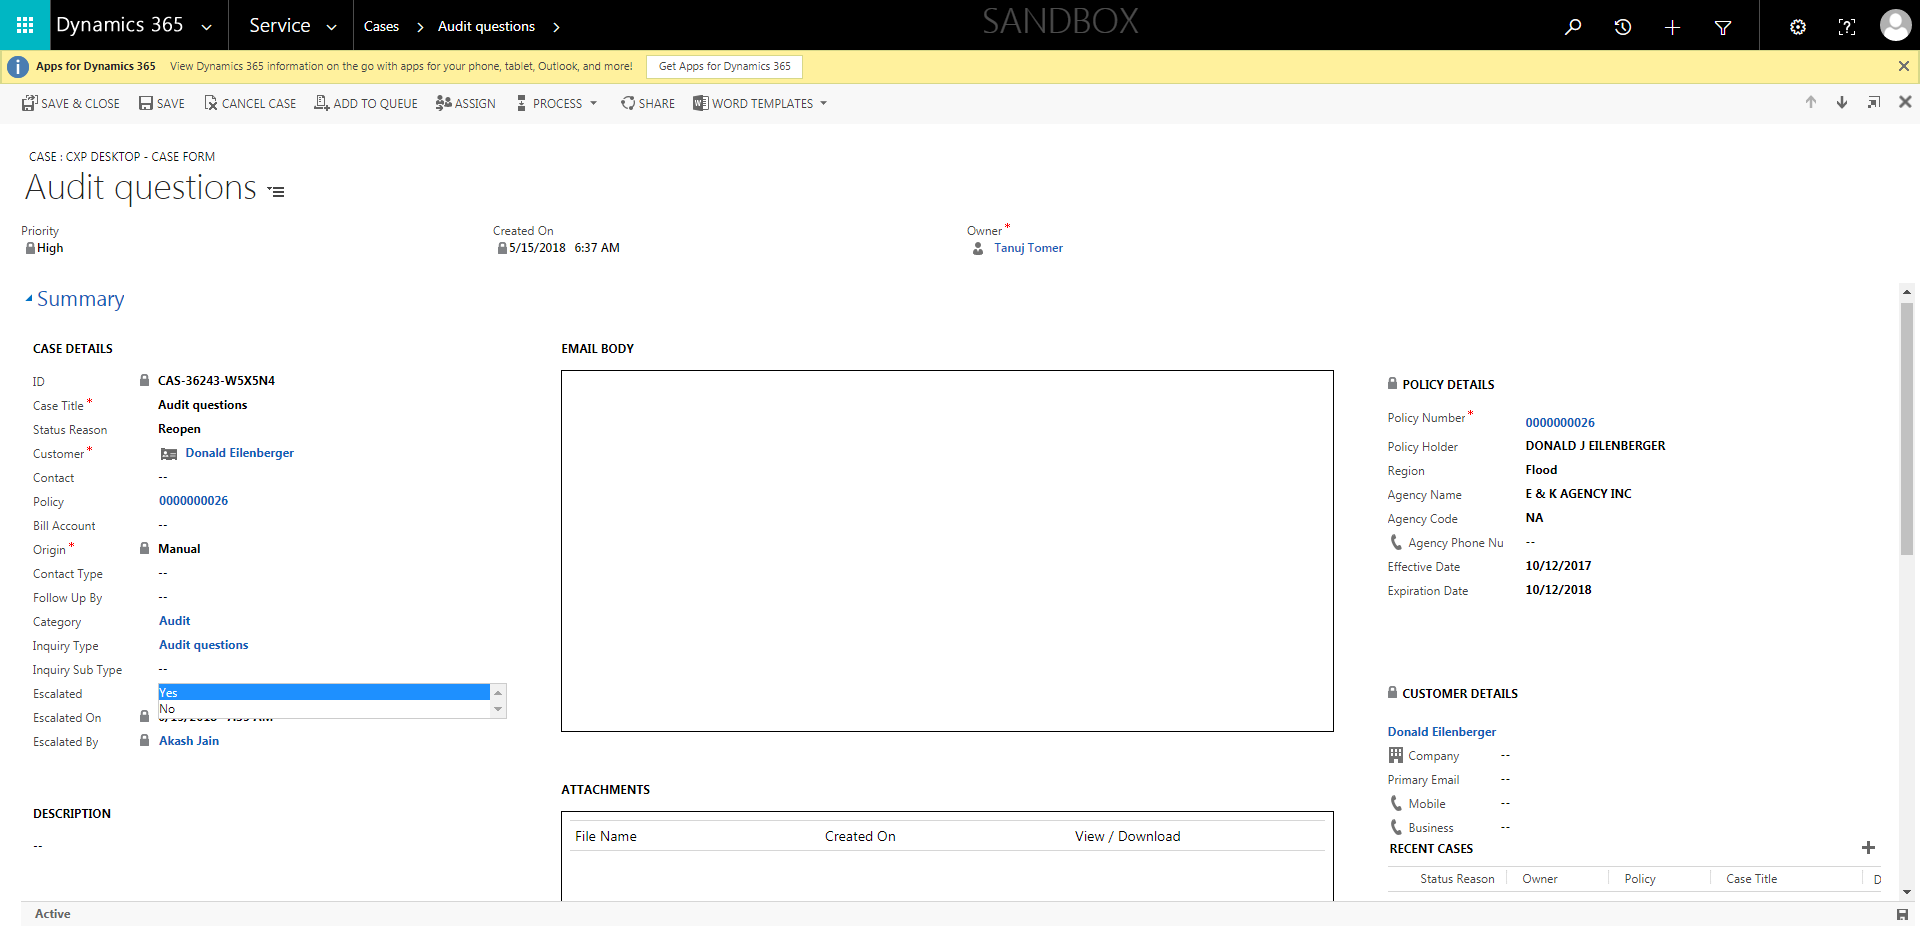 Dynamics 365 Service Cases Audit questions SANDBOX
Apps for Dynamics 365 View Dynamics 365 information on the go with apps for your phone, tablet, Outlook, and more! Get Apps for Dynamics 365
SAVE & CLOSE SAVE CANCEL CASE ADD TO QUEUE ASSIGN PROCESS SHARE WORD TEMPLATES
CASE : CXP DESKTOP - CASE FORM
Audit questions
Priority Created On Owner*
High 5/15/2018 6:37 AM Tanuj Tomer
Summary
CASE DETAILS
ID CAS-36243-W5X5N4
Case Title* Audit questions
Status Reason Reopen
Customer* Donald Eilenberger
Contact --
Policy 0000000026
Bill Account --
Origin* Manual
Contact Type --
Follow Up By --
Category Audit
Inquiry Type Audit questions
Inquiry Sub Type --
Escalated Yes
No
Escalated On
Escalated By Akash Jain
DESCRIPTION
--
EMAIL BODY
ATTACHMENTS
File Name Created On View / Download
POLICY DETAILS
Policy Number* 0000000026
Policy Holder DONALD J EILENBERGER
Region Flood
Agency Name E & K AGENCY INC
Agency Code NA
Agency Phone Nu --
Effective Date 10/12/2017
Expiration Date 10/12/2018
CUSTOMER DETAILS
Donald Eilenberger
Company --
Primary Email --
Mobile --
Business --
RECENT CASES
Status Reason Owner Policy Case Title D
Active